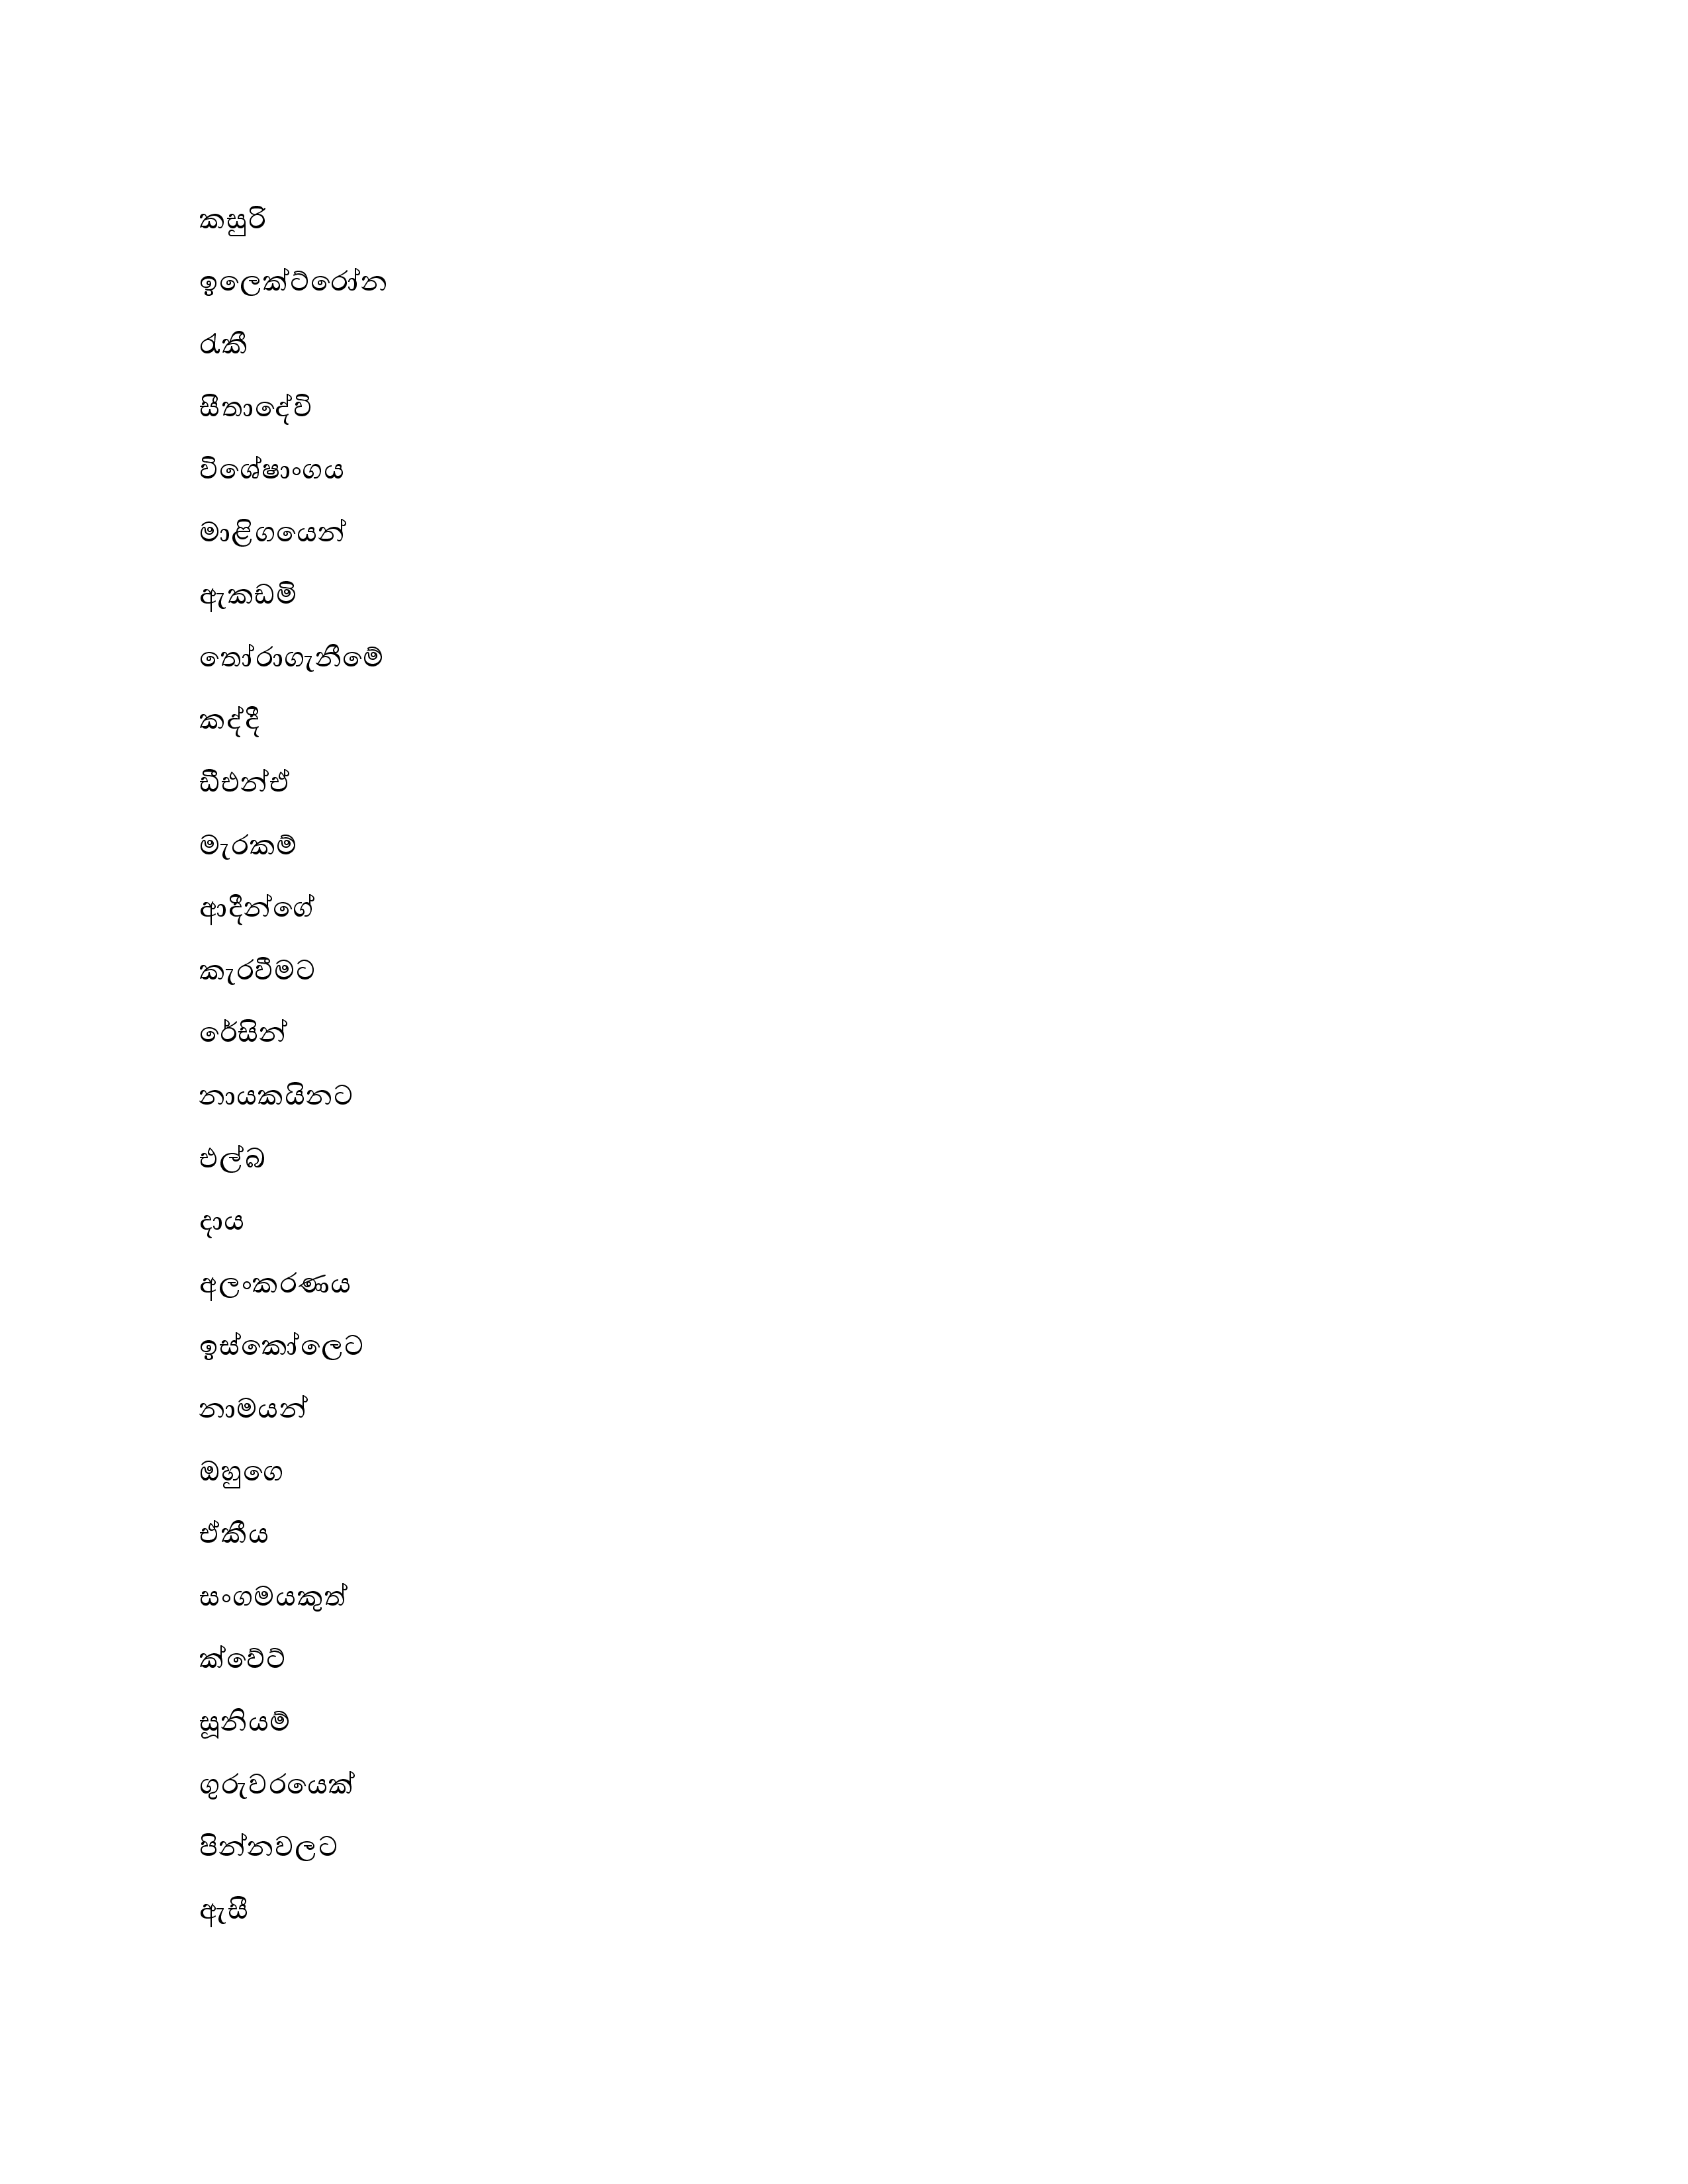 කසුරි
ඉලෙක්ට්රෝන
රැකී
සීතාදේවි
විශේෂාංගය
මාළිගයෙන්
ඇකඩමි
තෝරාගැනීමේ
කද්දී
ඩීඑන්ඒ
මැරකම්
ආදීන්ගේ
කැරවීමට
රේසින්
නායකයිනට
එල්බ
දාය
අලංකරණය
ඉස්කෝලෙට
නාමයන්
ඔහුගෙ
ඒකීය
සංගමයකුත්
ක්වේට්
සූනියම්
ගුරුවරයෙක්
පින්නවලට
ඇසී